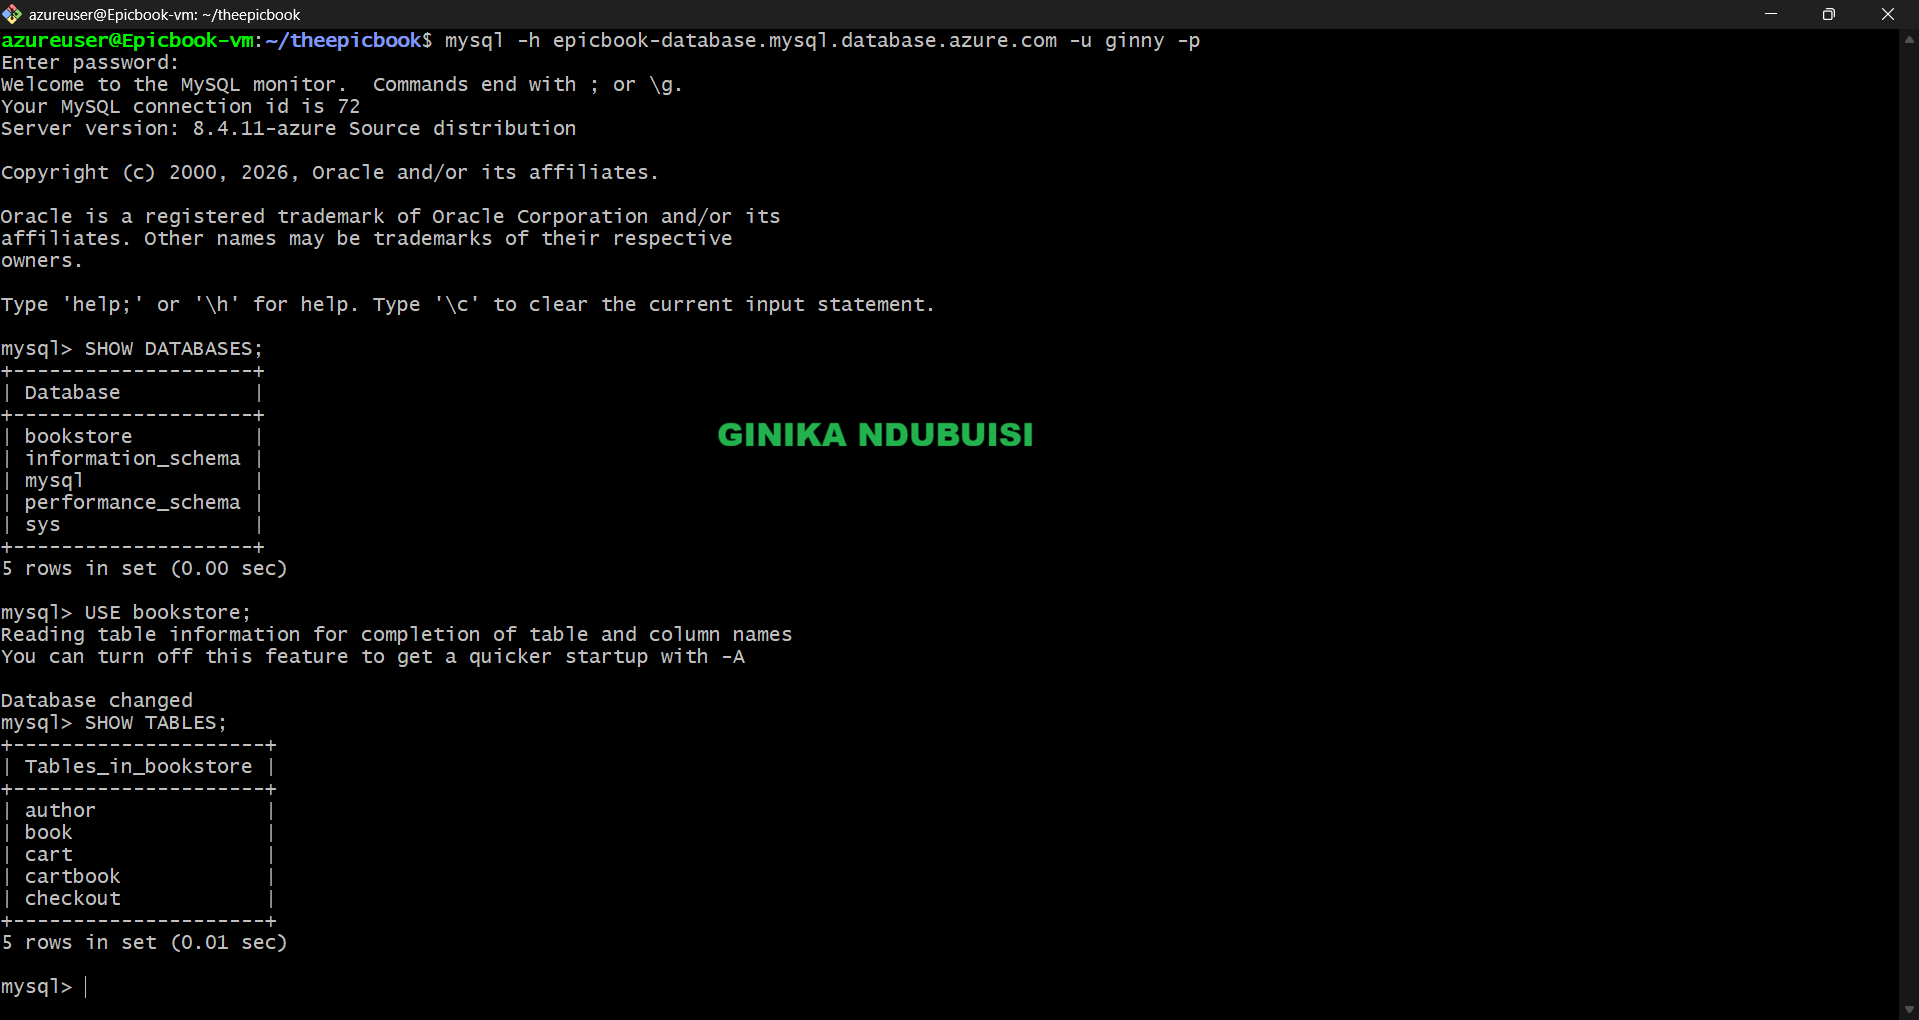 azureuser@Epicbook-vm: ~/theepicbook
azureuser@Epicbook-vm:~/theepicbook$ mysql -h epicbook-database.mysql.database.azure.com -u ginny -p
Enter password:
Welcome to the MySQL monitor.  Commands end with ; or \g.
Your MySQL connection id is 72
Server version: 8.4.11-azure Source distribution

Copyright (c) 2000, 2026, Oracle and/or its affiliates.

Oracle is a registered trademark of Oracle Corporation and/or its
affiliates. Other names may be trademarks of their respective
owners.

Type 'help;' or '\h' for help. Type '\c' to clear the current input statement.

mysql> SHOW DATABASES;
+--------------------+
| Database           |
+--------------------+
| bookstore          |
GINIKA NDUBUISI
| information_schema |
| mysql              |
| performance_schema |
| sys                |
+--------------------+
5 rows in set (0.00 sec)

mysql> USE bookstore;
Reading table information for completion of table and column names
You can turn off this feature to get a quicker startup with -A

Database changed
mysql> SHOW TABLES;
+---------------------+
| Tables_in_bookstore |
+---------------------+
| author              |
| book                |
| cart                |
| cartbook            |
| checkout            |
+---------------------+
5 rows in set (0.01 sec)

mysql>